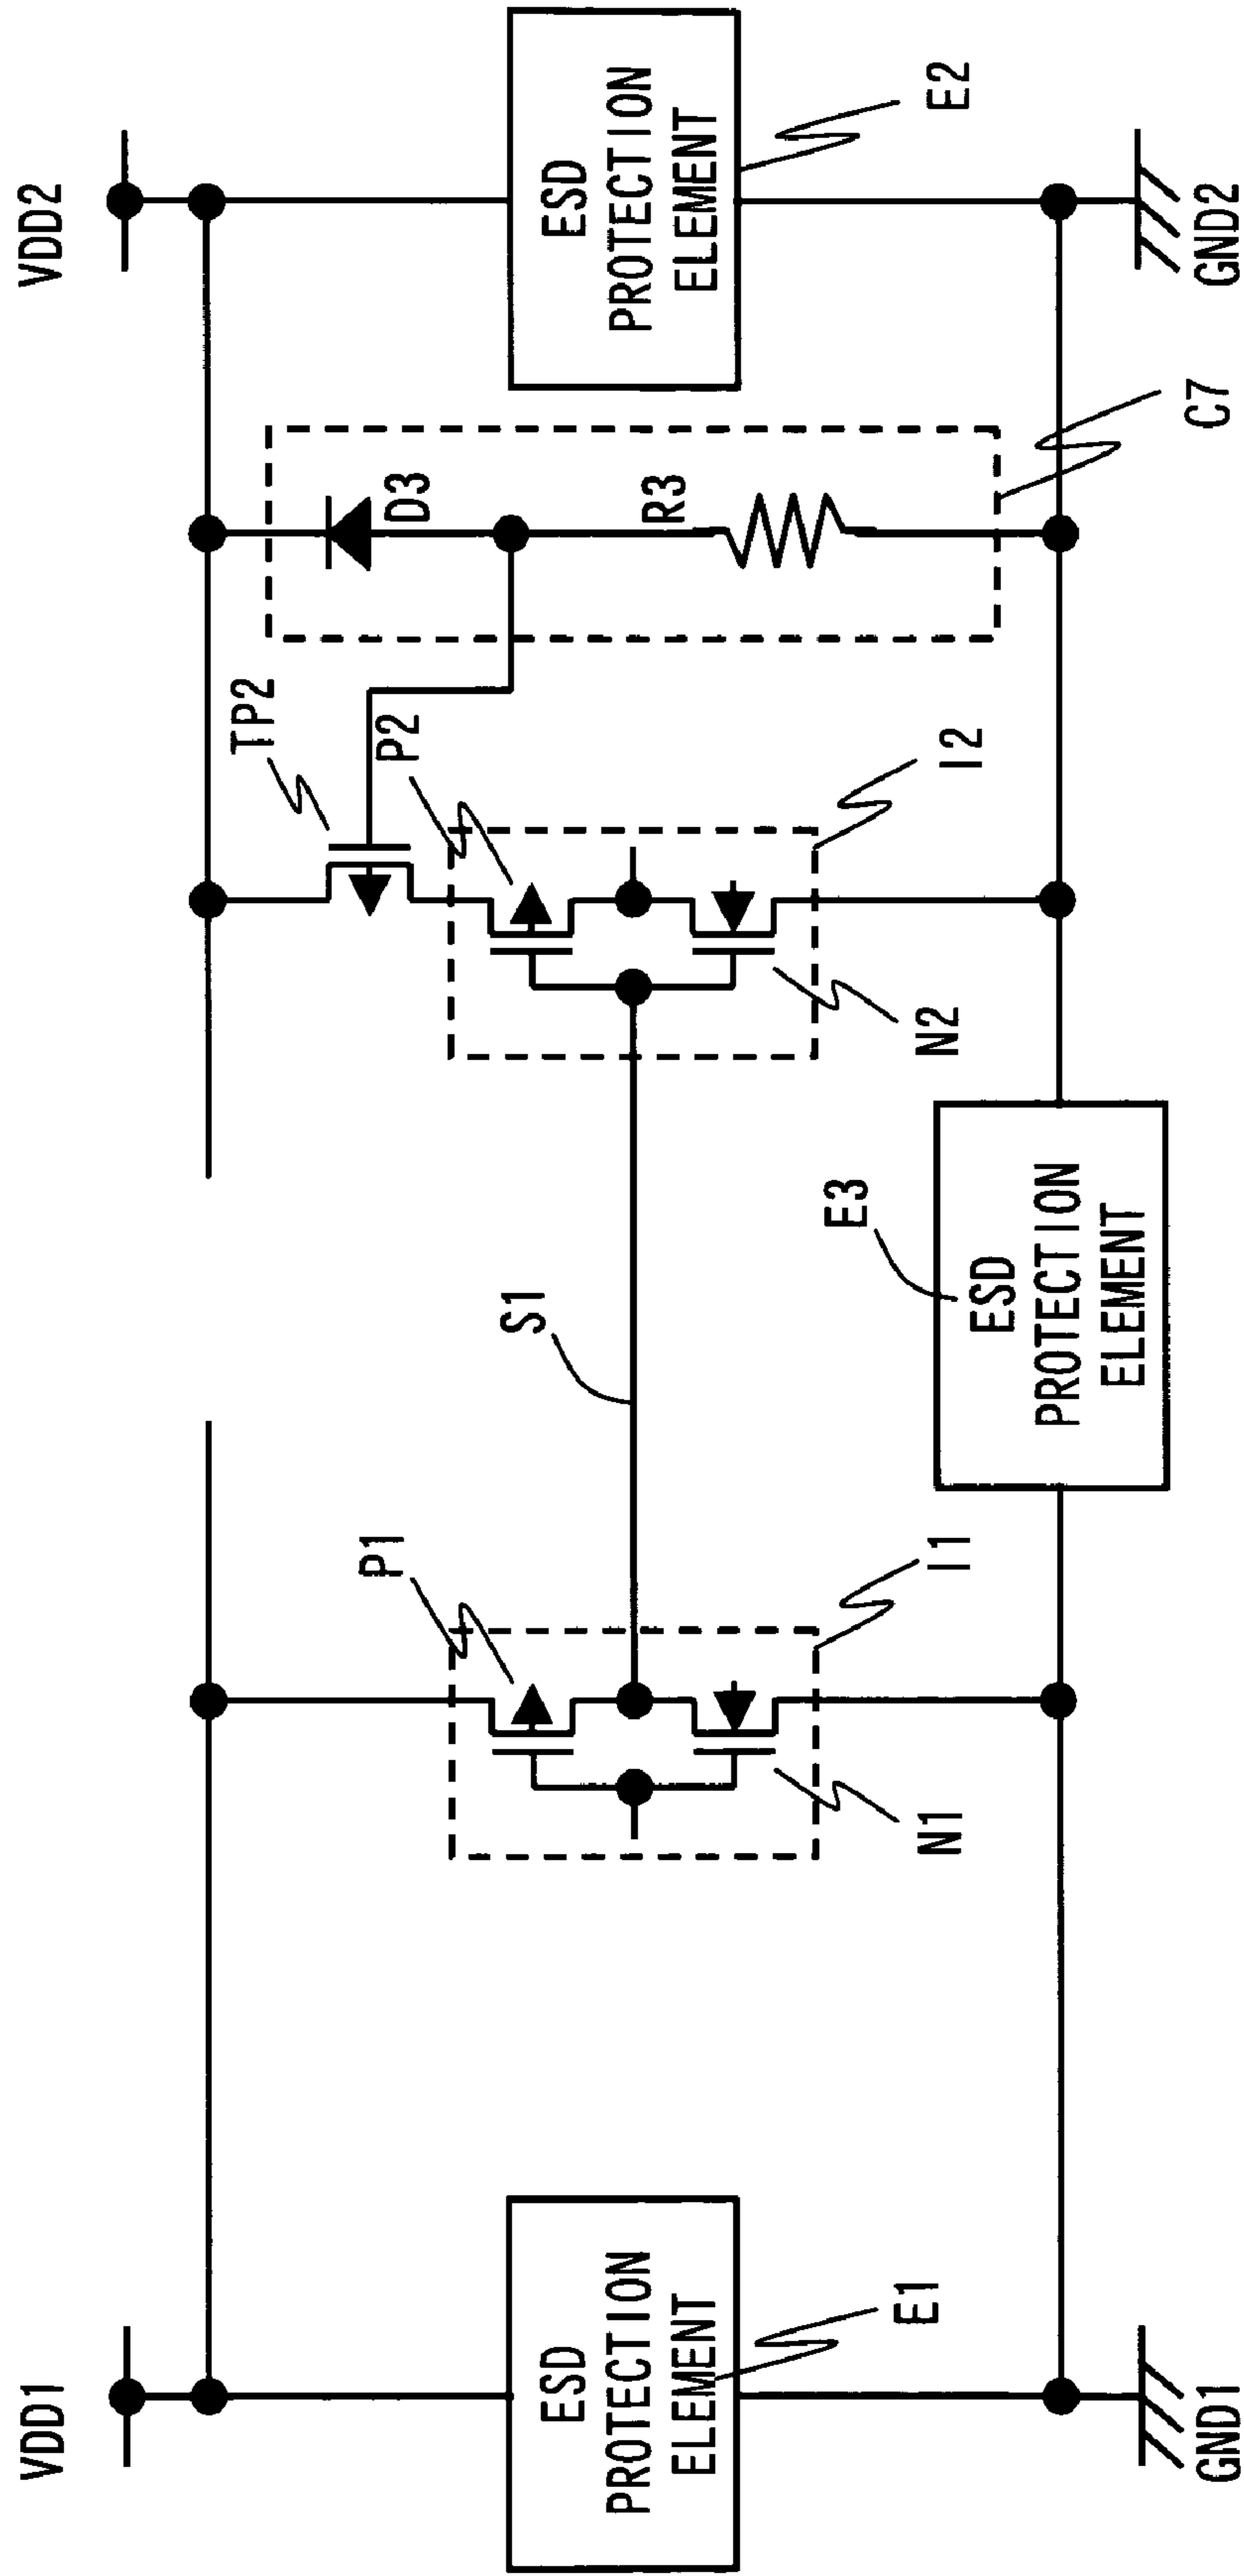 VDD1
VDD2
ESD
PROTECTION
ELEMENT
E1
P1
N1
I1
S1
TP2
P2
N2
I2
D3
R3
C7
ESD
PROTECTION
ELEMENT
E2
E3
ESD
PROTECTION
ELEMENT
GND1
GND2